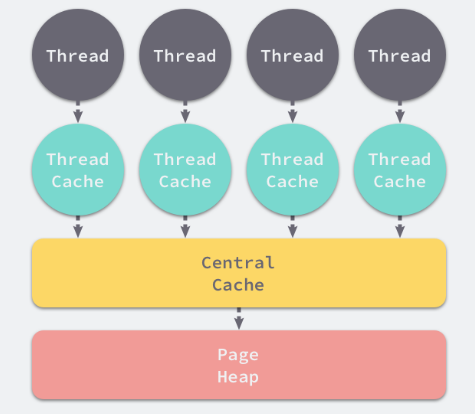 Thread Thread Thread Thread
Thread Thread Thread Thread
Cache Cache Cache Cache
Central
Cache
Page
Heap